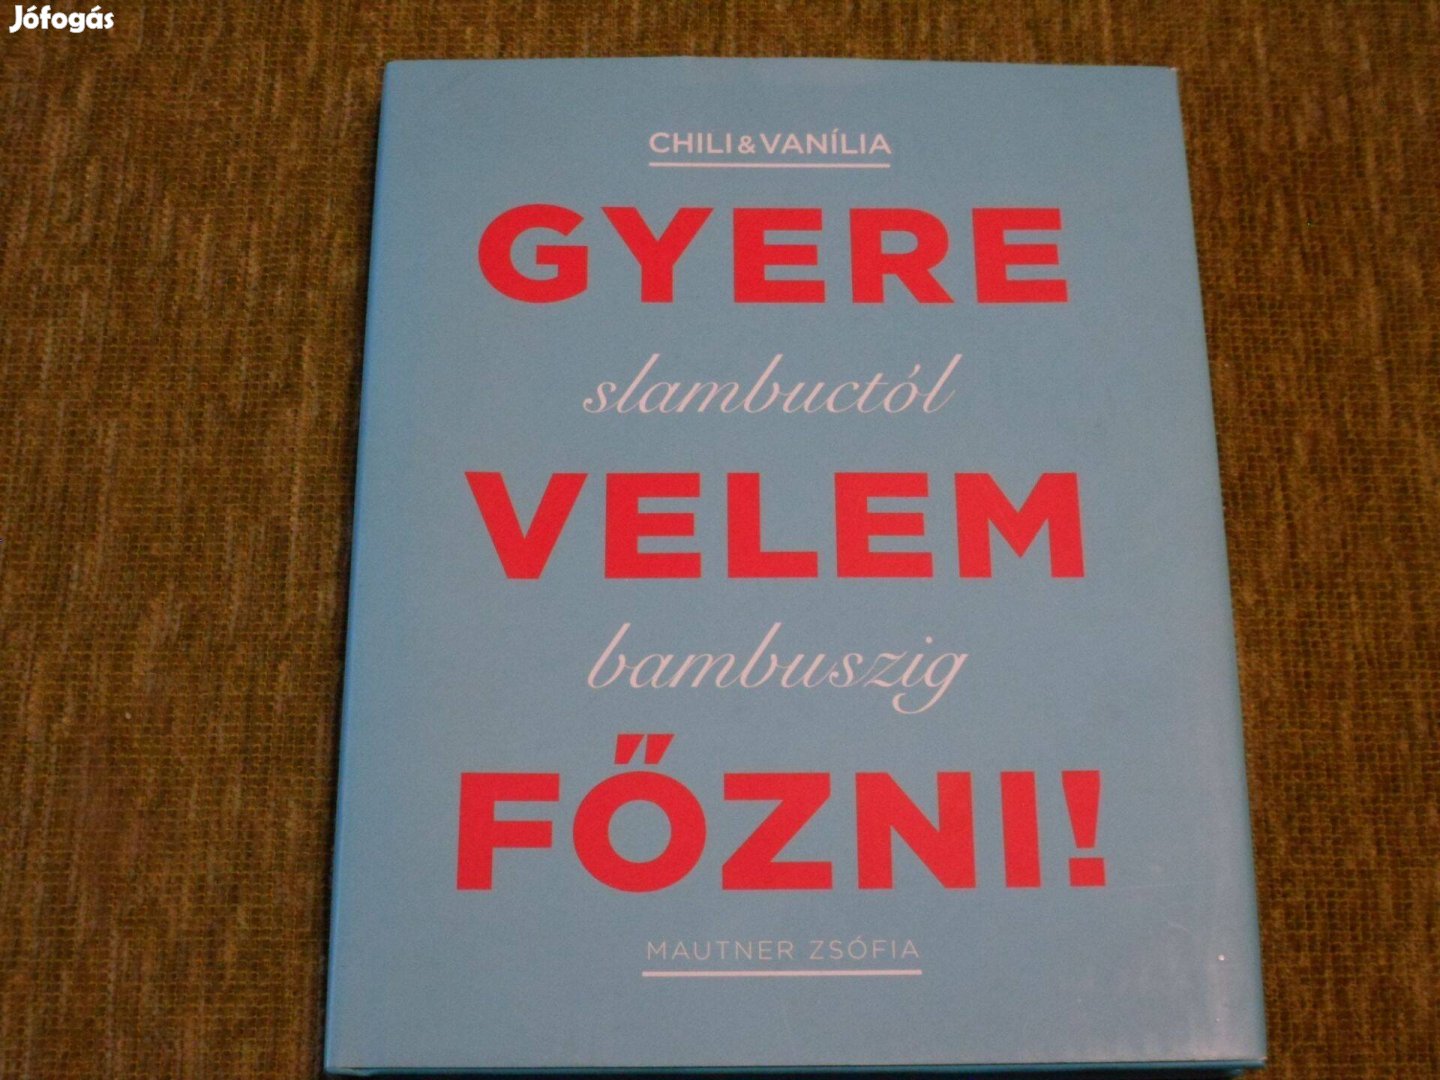 Jófogás
CHILI & VANÍLIA
GYERE
slambuctól
VELEM
bambuszig
FŐZNI!
MAUTNER ZSÓFIA